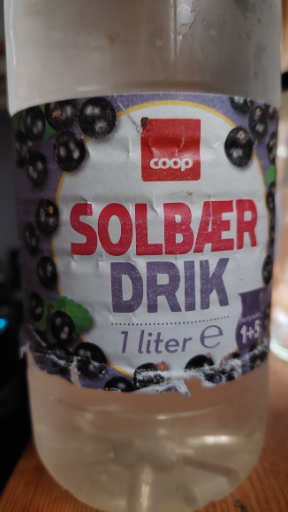 coop
SOLBÆR
DRIK
1 liter e
1+5